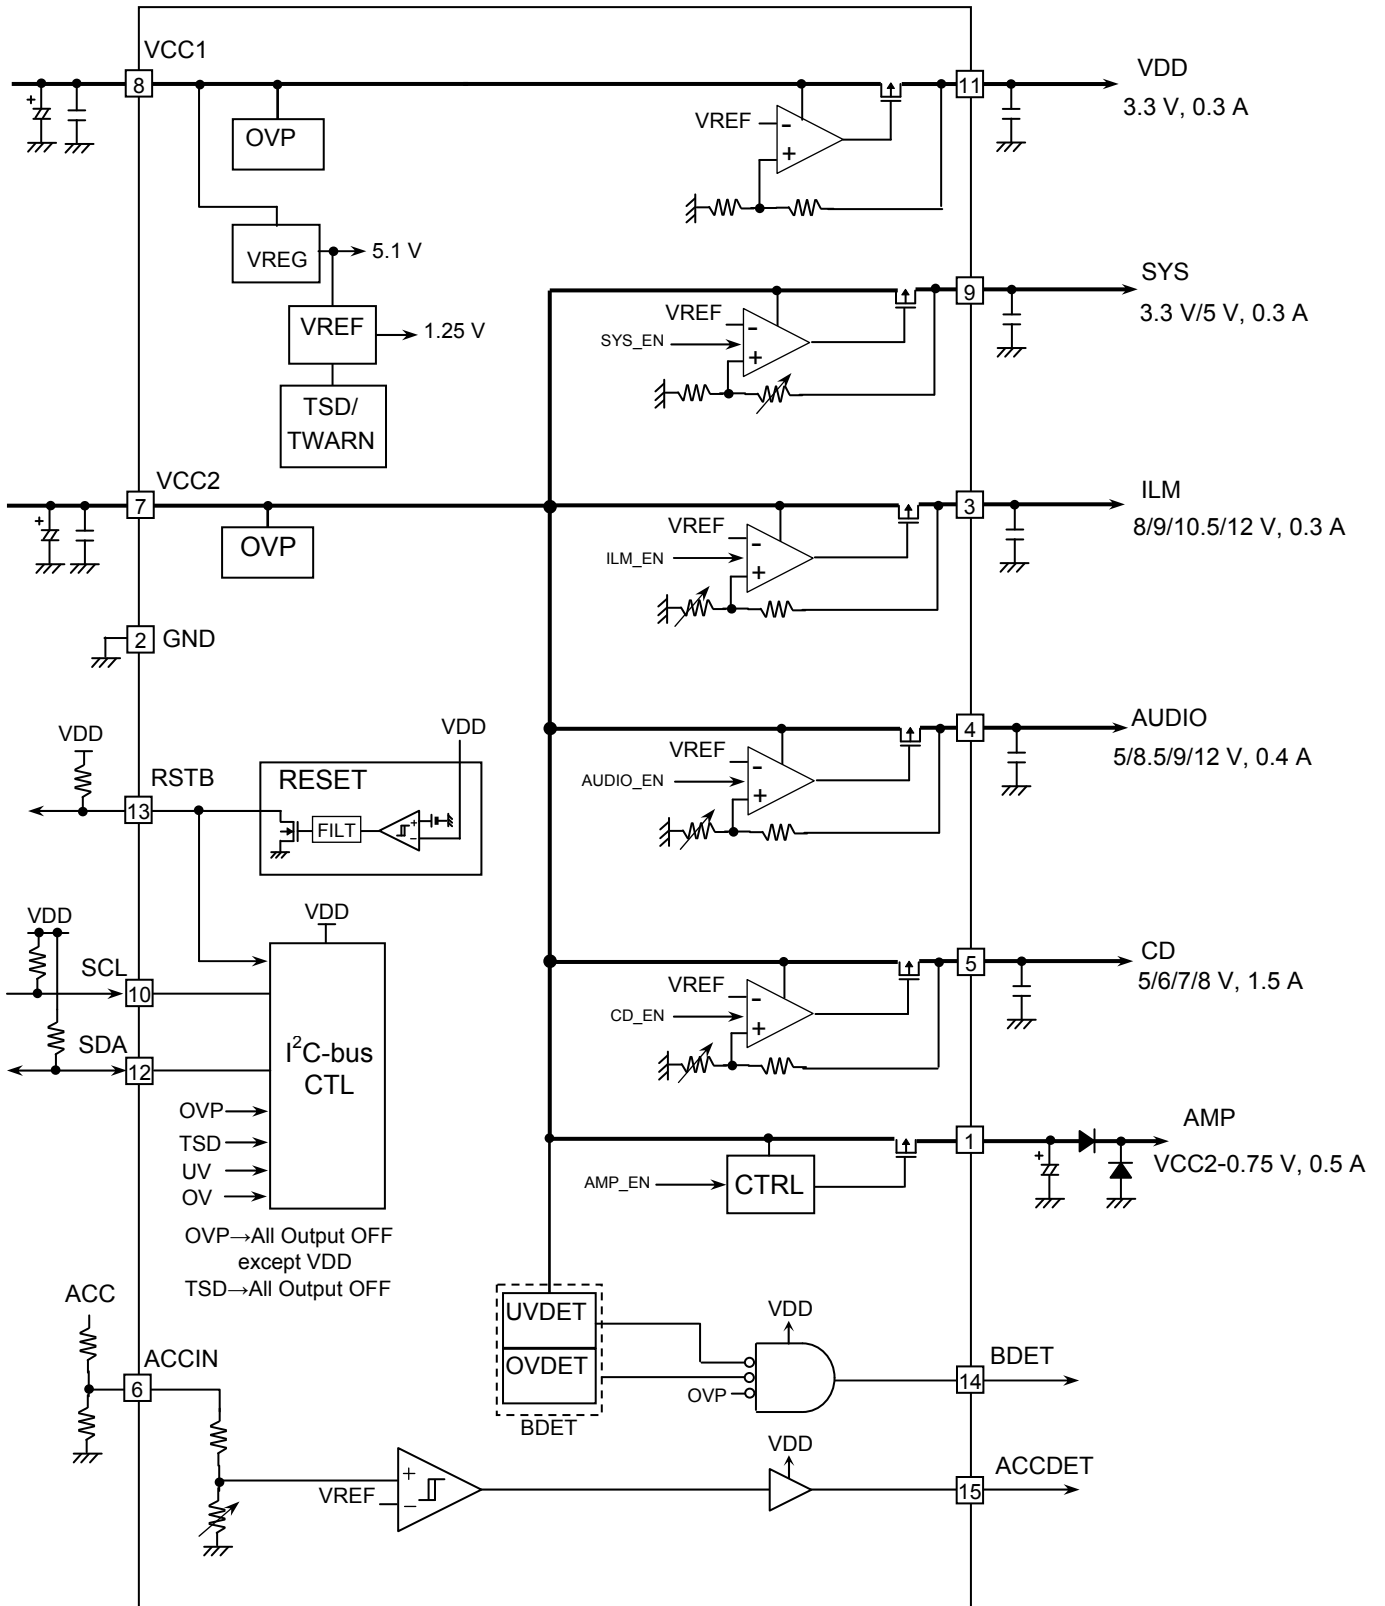 VCC1
8
OVP
VREF
-
+
11
VDD
3.3 V, 0.3 A
VREG
5.1 V
VREF
1.25 V
TSD/
TWARN
VREF
SYS_EN
-
+
9
SYS
3.3 V/5 V, 0.3 A
VCC2
7
+
OVP
VREF
ILM_EN
-
+
3
ILM
8/9/10.5/12 V, 0.3 A
2
GND
VDD
RSTB
13
RESET
VDD
FILT
+
-
VREF
AUDIO_EN
-
+
4
AUDIO
5/8.5/9/12 V, 0.4 A
VDD
SCL
10
SDA
12
VDD
I²C-bus
CTL
OVP
TSD
UV
OV
OVP→All Output OFF
except VDD
TSD→All Output OFF
VREF
CD_EN
-
+
5
CD
5/6/7/8 V, 1.5 A
AMP_EN
CTRL
1
+
AMP
VCC2-0.75 V, 0.5 A
UVDET
OVDET
BDET
OVP
VDD
14
BDET
ACC
ACCIN
6
+
VREF
-
VDD
15
ACCDET